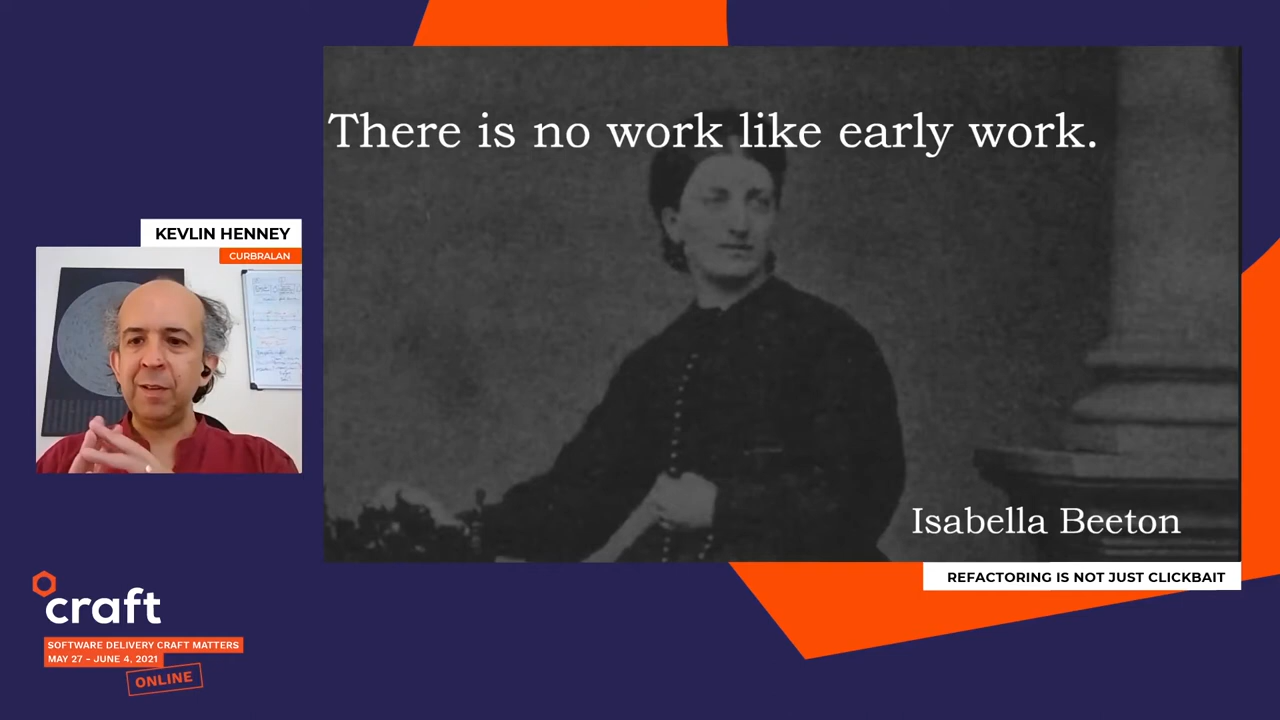 There is no work like early work.
KEVLIN HENNEY
CURBRALAN
Isabella Beeton
REFACTORING IS NOT JUST CLICKBAIT
craft
SOFTWARE DELIVERY CRAFT MATTERS
MAY 27 - JUNE 4, 2021
ONLINE